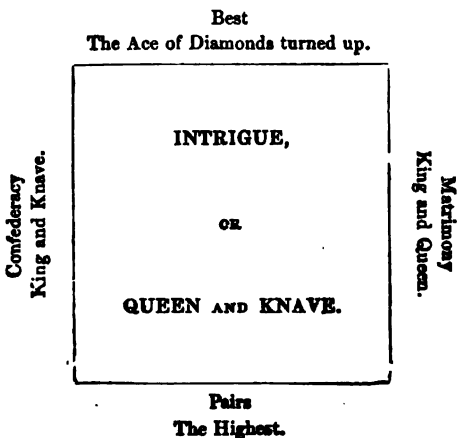 Best
The Ace of Diamonds turned up.
Confederacy
King and Knave.
INTRIGUE,
OR
QUEEN AND KNAVE.
Matrimony
King and Queen.
Pairs
The Highest.